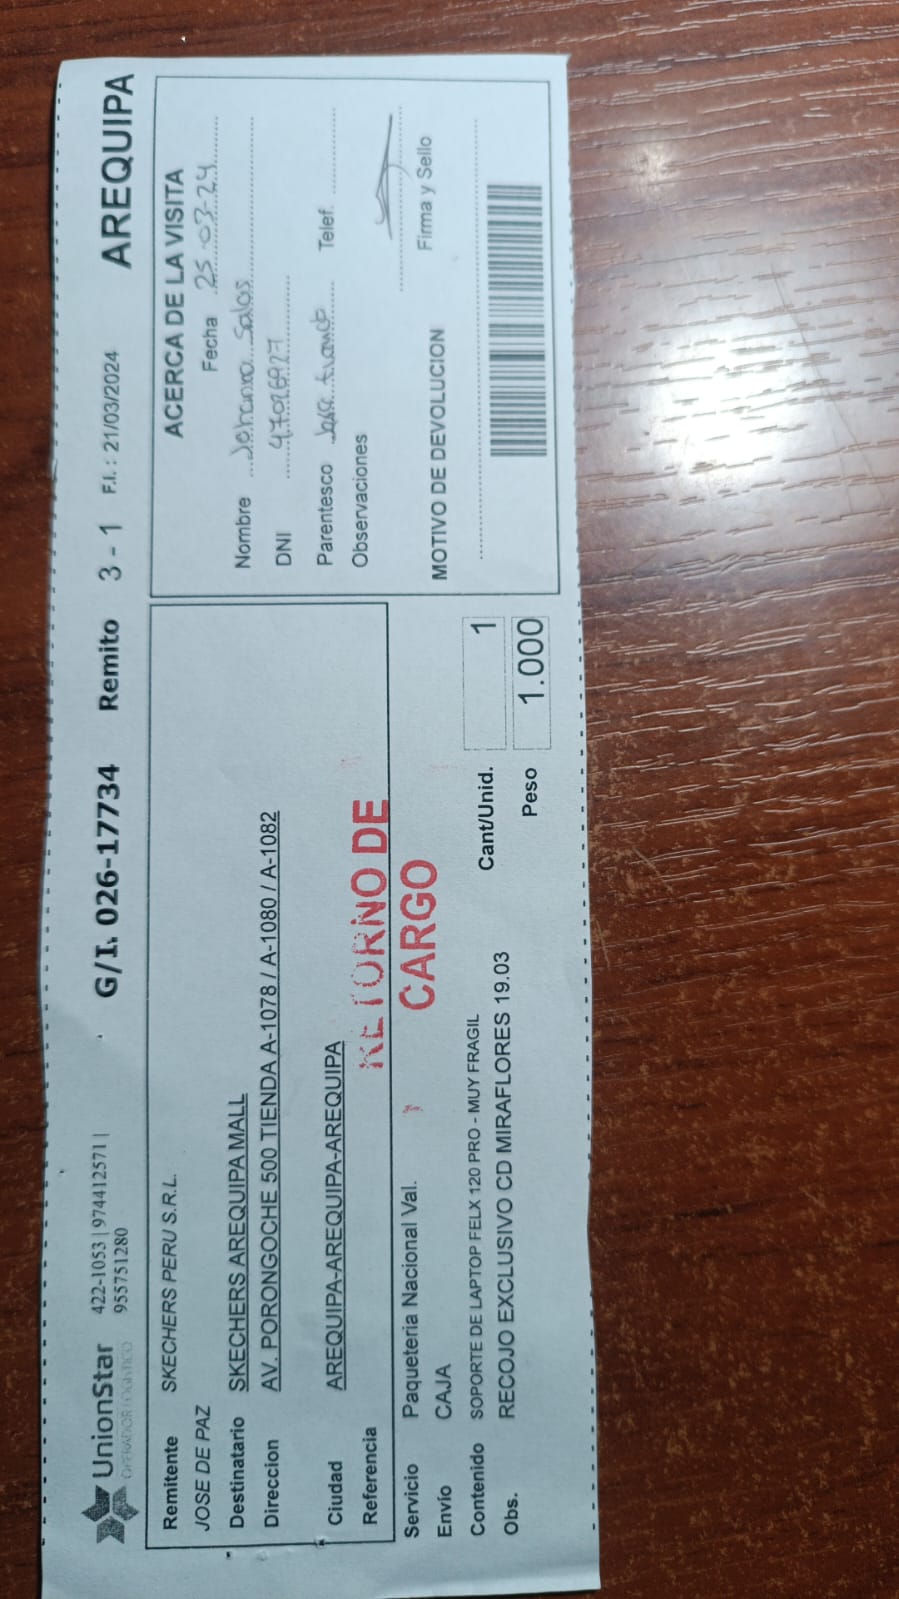 UnionStar
OPERADOR LOGISTICO
422-1053 | 974412571 |
955751280
G/I. 026-17734 Remito 3 - 1 F.I.: 21/03/2024 AREQUIPA
Remitente SKECHERS PERU S.R.L.
JOSE DE PAZ
Destinatario SKECHERS AREQUIPA MALL
Direccion AV. PORONGOCHE 500 TIENDA A-1078 / A-1080 / A-1082
Ciudad AREQUIPA-AREQUIPA-AREQUIPA
Referencia
RETORNO DE
CARGO
Servicio Paqueteria Nacional Val.
Envío CAJA
Contenido SOPORTE DE LAPTOP FELX 120 PRO - MUY FRAGIL
Obs. RECOJO EXCLUSIVO CD MIRAFLORES 19.03
Cant/Unid. 1
Peso 1.000
ACERCA DE LA VISITA
Fecha 25-03-24
Nombre Salas
DNI
Parentesco Telef.
Observaciones
Firma y Sello
MOTIVO DE DEVOLUCION